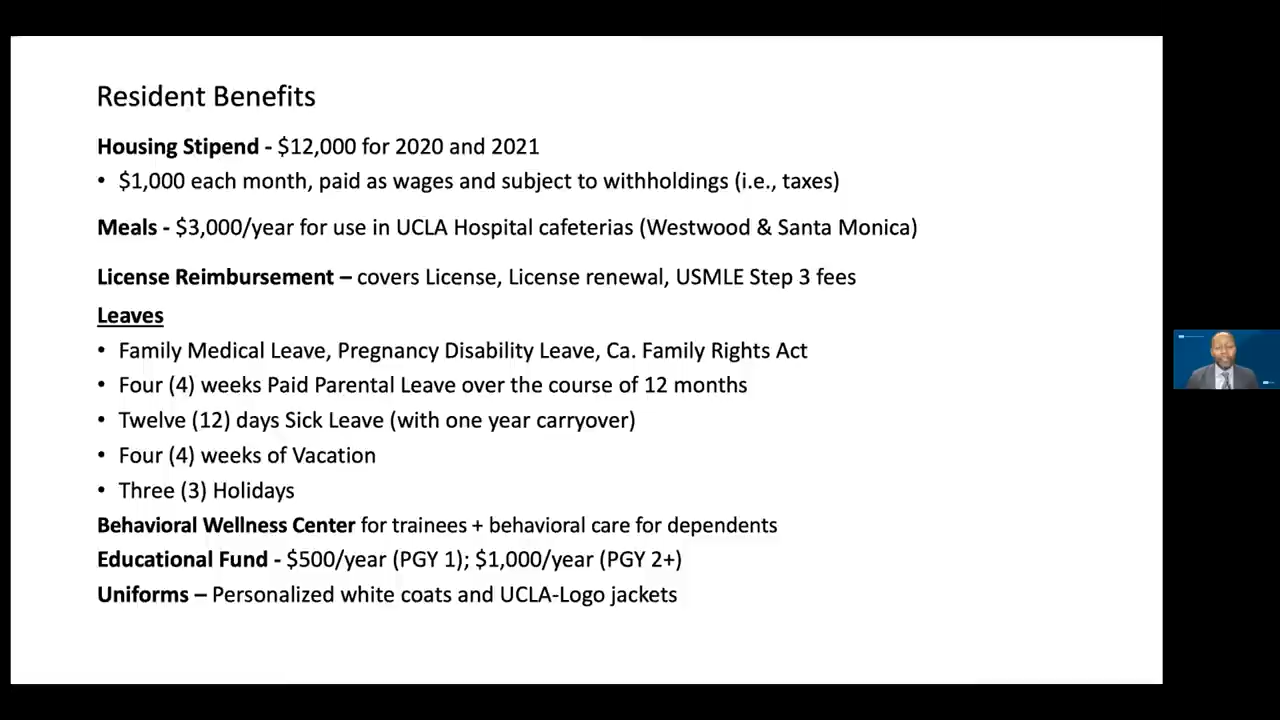 Resident Benefits
Housing Stipend - $12,000 for 2020 and 2021
• $1,000 each month, paid as wages and subject to withholdings (i.e., taxes)
Meals - $3,000/year for use in UCLA Hospital cafeterias (Westwood & Santa Monica)
License Reimbursement – covers License, License renewal, USMLE Step 3 fees
Leaves
• Family Medical Leave, Pregnancy Disability Leave, Ca. Family Rights Act
• Four (4) weeks Paid Parental Leave over the course of 12 months
• Twelve (12) days Sick Leave (with one year carryover)
• Four (4) weeks of Vacation
• Three (3) Holidays
Behavioral Wellness Center for trainees + behavioral care for dependents
Educational Fund - $500/year (PGY 1); $1,000/year (PGY 2+)
Uniforms – Personalized white coats and UCLA-Logo jackets